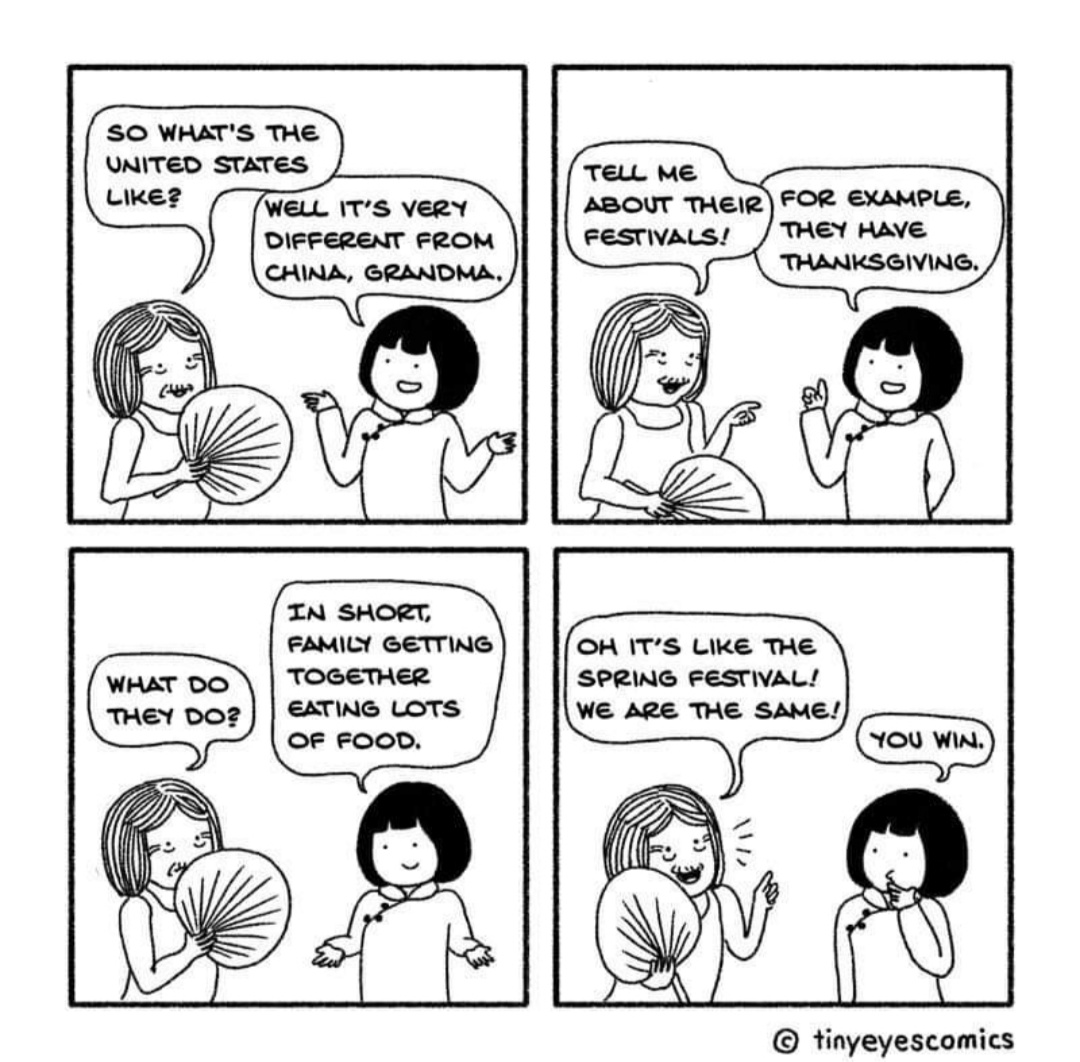 SO WHAT'S THE
UNITED STATES
LIKE?
WELL IT'S VERY
DIFFERENT FROM
CHINA, GRANDMA.
TELL ME
ABOUT THEIR
FESTIVALS!
FOR EXAMPLE,
THEY HAVE
THANKSGIVING.
WHAT DO
THEY DO?
IN SHORT,
FAMILY GETTING
TOGETHER
EATING LOTS
OF FOOD.
OH IT'S LIKE THE
SPRING FESTIVAL!
WE ARE THE SAME!
YOU WIN.
© tinyeyescomics